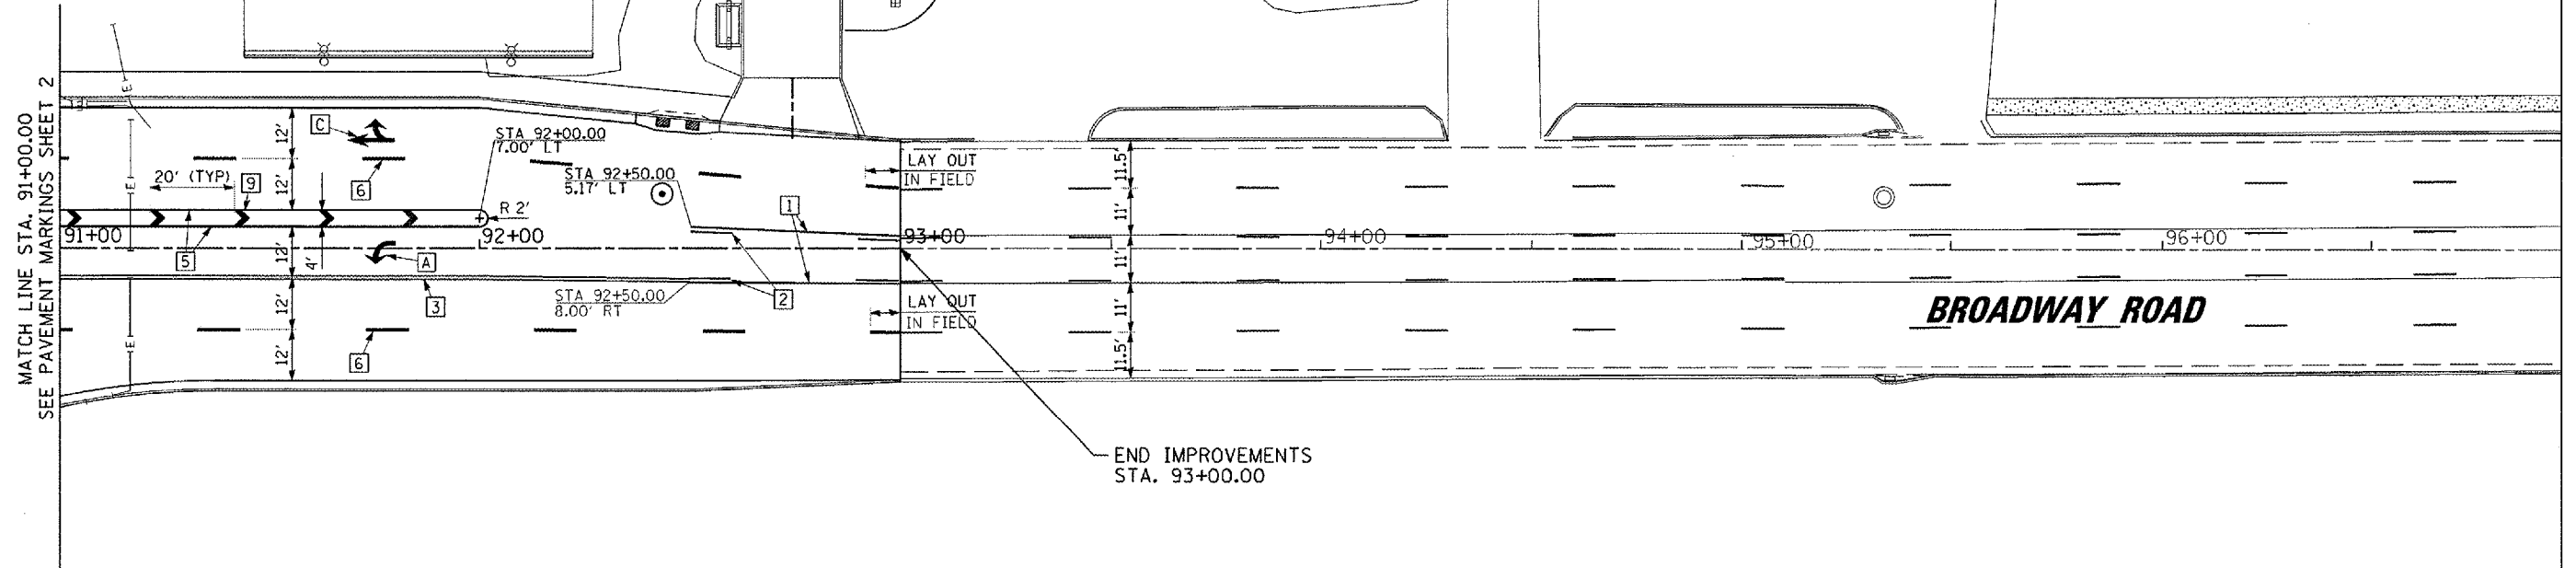 MATCH LINE STA. 91+00.00
SEE PAVEMENT MARKINGS SHEET 2
E
E
E
E
12'
12'
12'
12'
12'
4'
C
6
20' (TYP)
9
STA 92+00.00
7.00' LT
STA 92+50.00
5.17' LT
R 2'
1
91+00
92+00
93+00
94+00
95+00
96+00
5
A
3
STA 92+50.00
8.00' RT
2
6
LAY OUT
IN FIELD
LAY OUT
IN FIELD
11.5'
11'
11'
11'
11.5'
BROADWAY ROAD
END IMPROVEMENTS
STA. 93+00.00